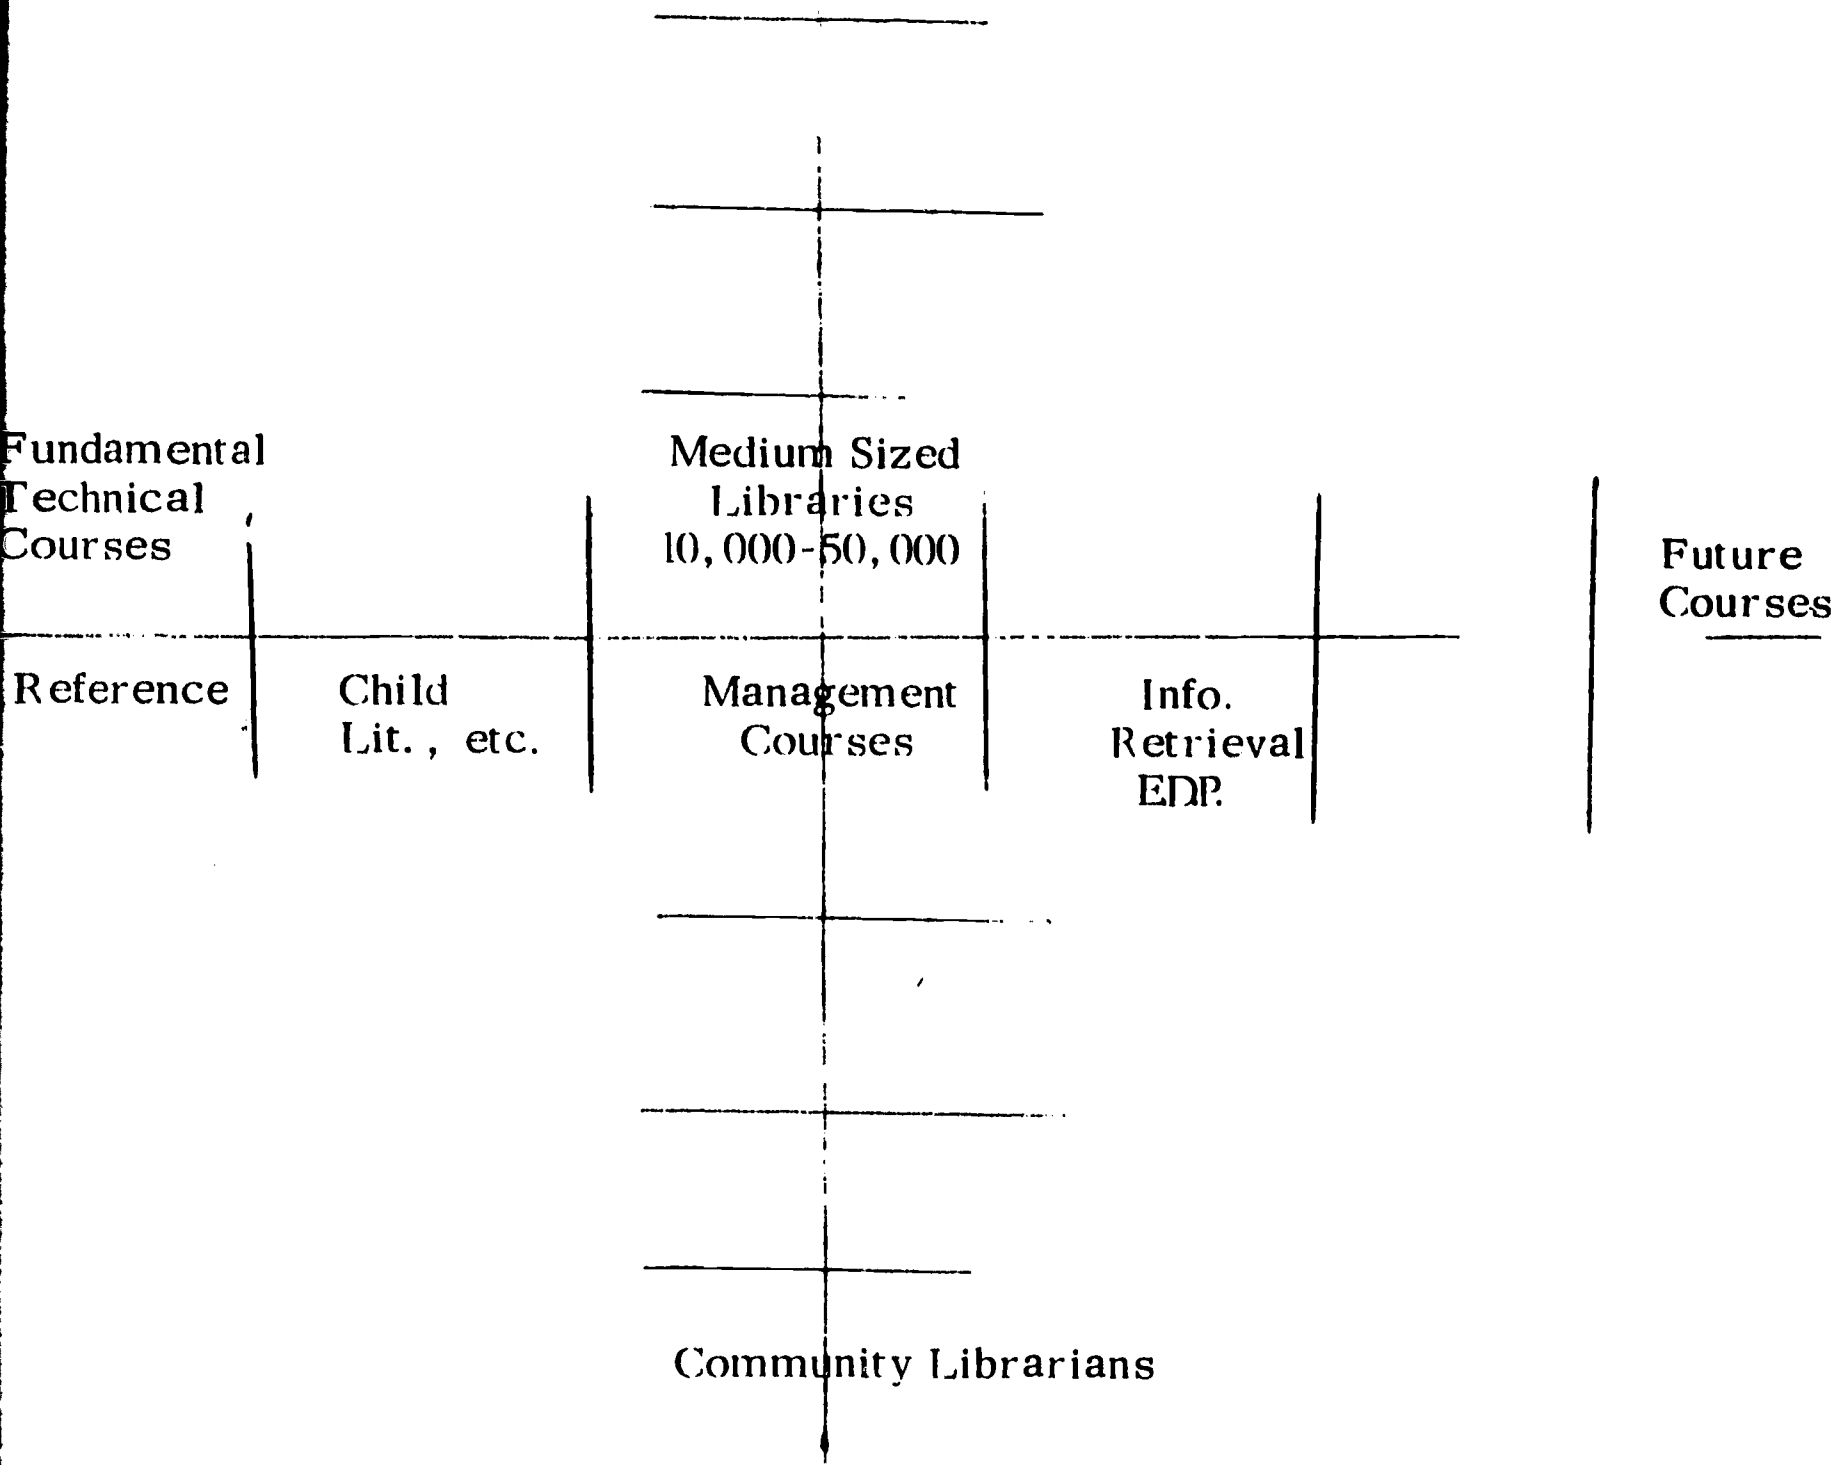 Fundamental
Technical
Courses
Medium Sized
Libraries
10,000-50,000
Future
Courses
Reference
Child
Lit., etc.
Management
Courses
Info.
Retrieval
EDP.
Community Librarians